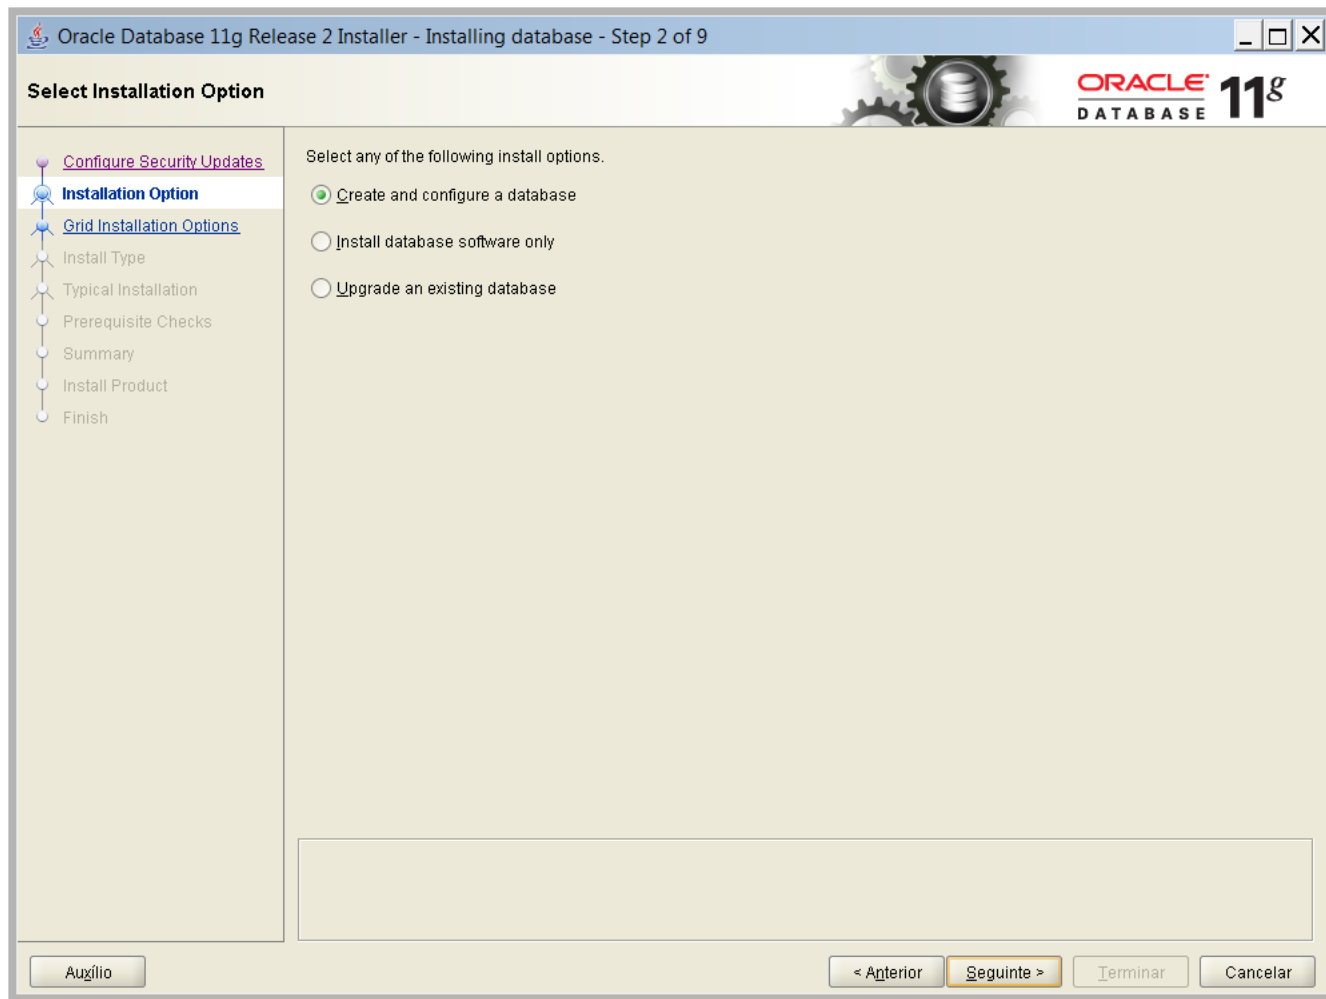 Oracle Database 11g Release 2 Installer - Installing database - Step 2 of 9
Select Installation Option
ORACLE
DATABASE
11g
Configure Security Updates
Installation Option
Grid Installation Options
Install Type
Typical Installation
Prerequisite Checks
Summary
Install Product
Finish
Select any of the following install options.
Create and configure a database
Install database software only
Upgrade an existing database
Auxílio
< Anterior
Seguinte >
Terminar
Cancelar